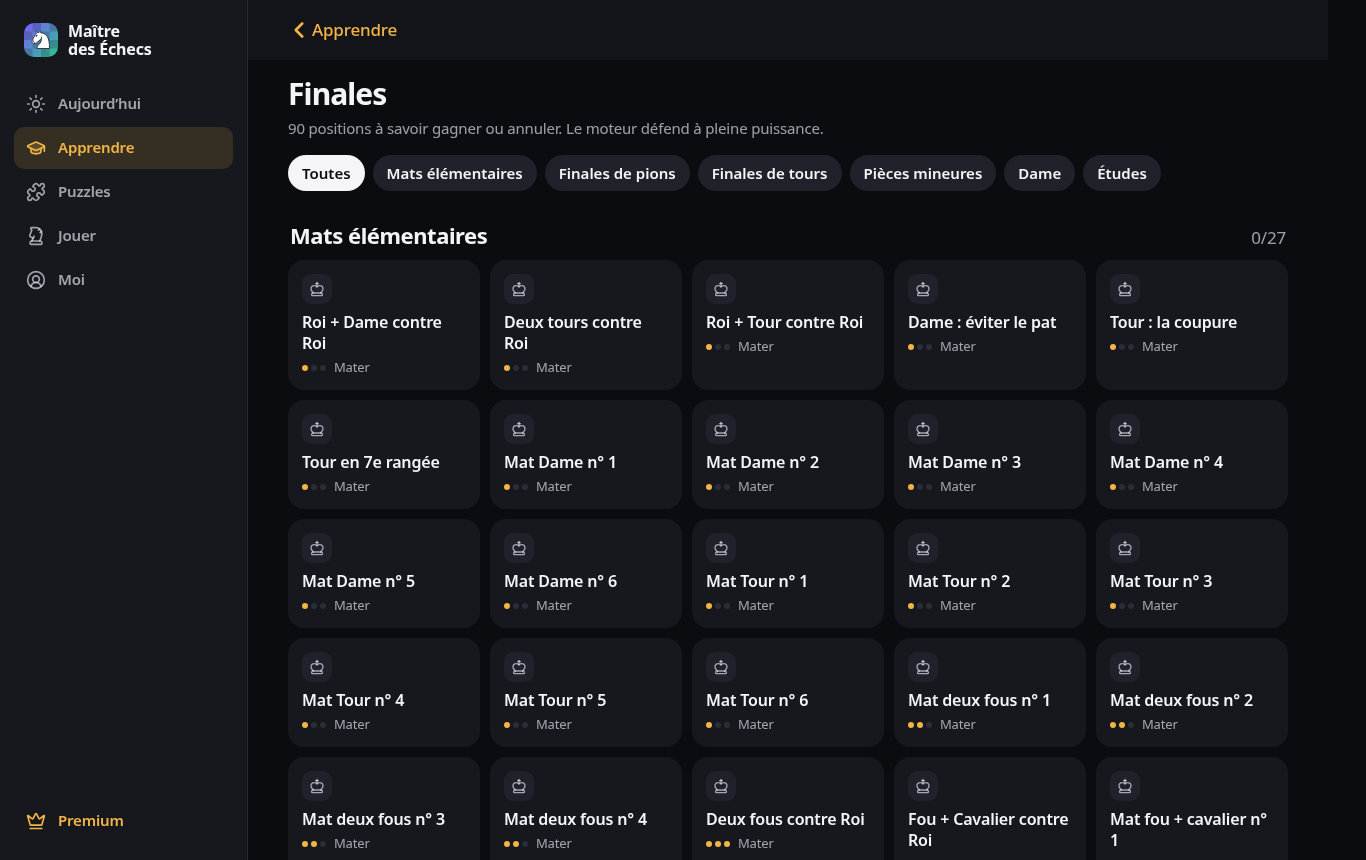 Maître
des Échecs
Aujourd’hui
Apprendre
Puzzles
Jouer
Moi
Premium
Apprendre
Finales
90 positions à savoir gagner ou annuler. Le moteur défend à pleine puissance.
Toutes
Mats élémentaires
Finales de pions
Finales de tours
Pièces mineures
Dame
Études
Mats élémentaires
0/27
Roi + Dame contre
Roi
Mater
Deux tours contre
Roi
Mater
Roi + Tour contre Roi
Mater
Dame : éviter le pat
Mater
Tour : la coupure
Mater
Tour en 7e rangée
Mater
Mat Dame n° 1
Mater
Mat Dame n° 2
Mater
Mat Dame n° 3
Mater
Mat Dame n° 4
Mater
Mat Dame n° 5
Mater
Mat Dame n° 6
Mater
Mat Tour n° 1
Mater
Mat Tour n° 2
Mater
Mat Tour n° 3
Mater
Mat Tour n° 4
Mater
Mat Tour n° 5
Mater
Mat Tour n° 6
Mater
Mat deux fous n° 1
Mater
Mat deux fous n° 2
Mater
Mat deux fous n° 3
Mater
Mat deux fous n° 4
Mater
Deux fous contre Roi
Mater
Fou + Cavalier contre
Roi
Mat fou + cavalier n°
1